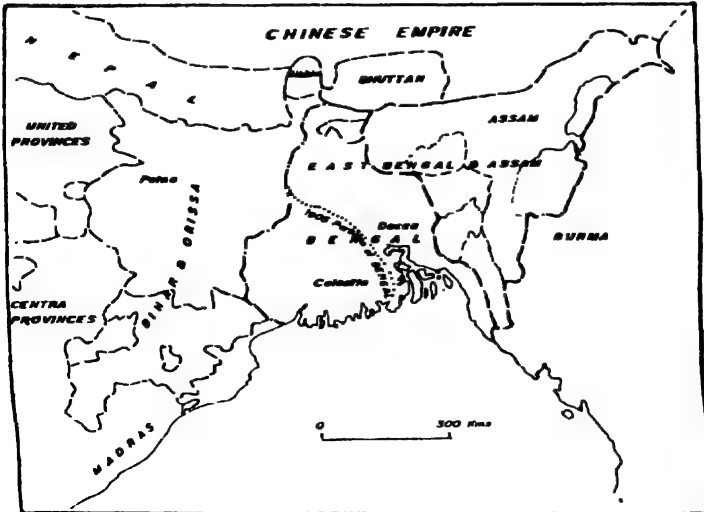 CHINESE EMPIRE
NEPAL
BHUTTAN
UNITED
PROVINCES
ASSAM
EAST BENGAL & ASSAM
Patna
BIHAR & ORISSA
Dacca
BURMA
BENGAL
Calcutta
CENTRA
PROVINCES
0 300 Kms
MADRAS